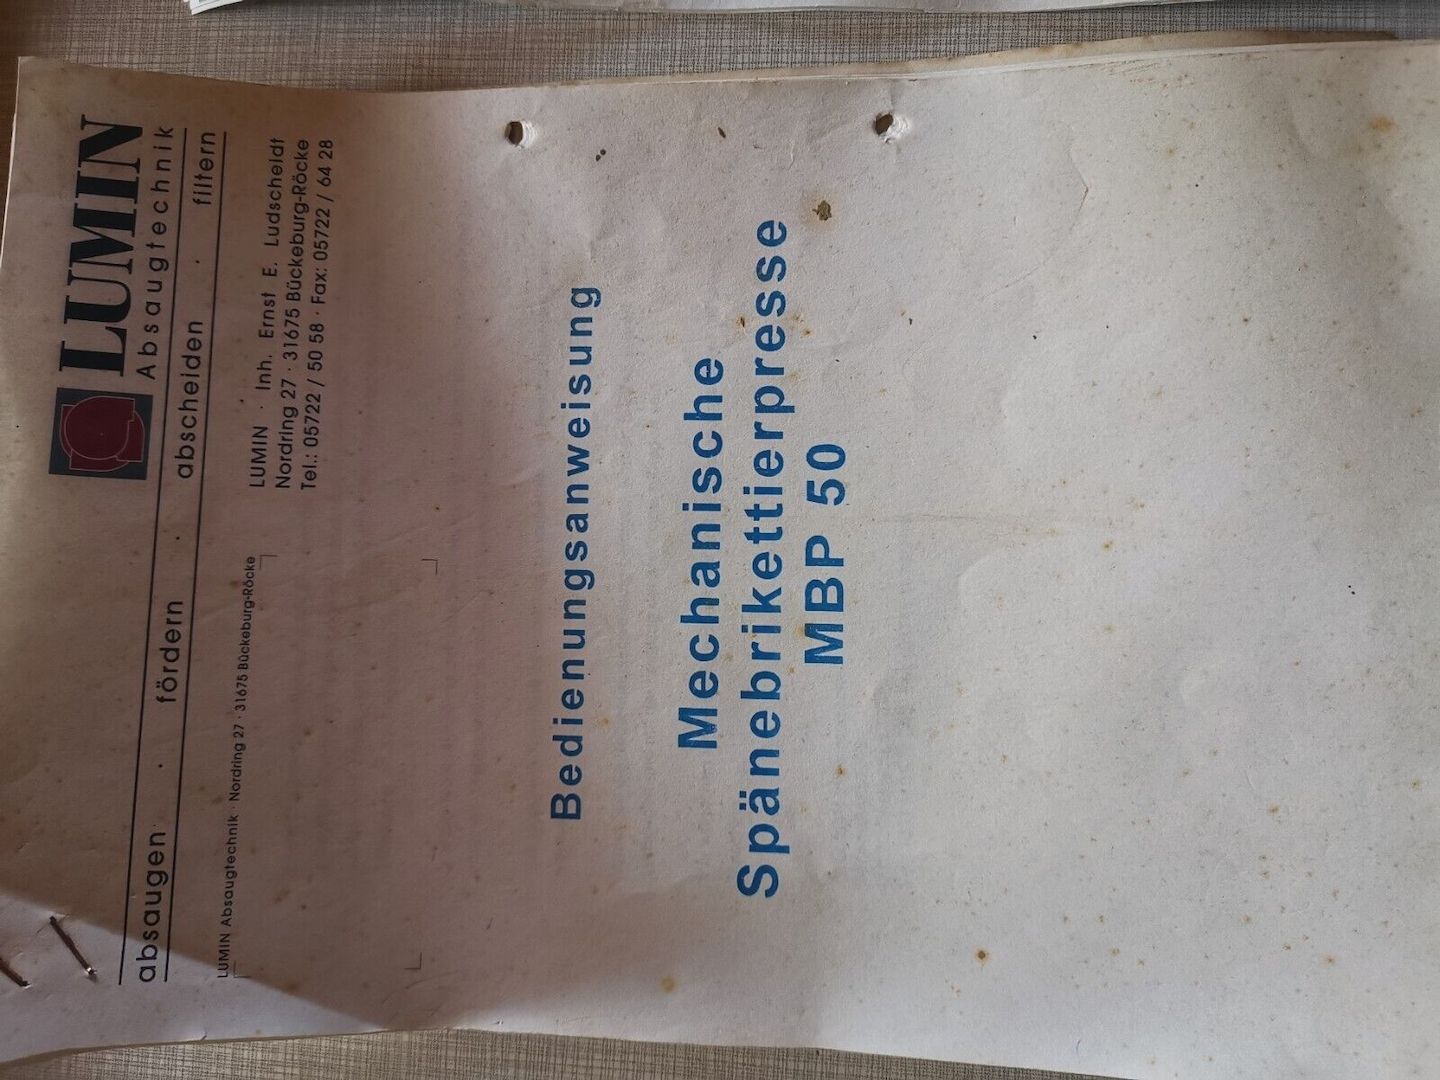 LUMIN
Absaugtechnik
absaugen · fördern · abscheiden · filtern
LUMIN Absaugtechnik · Nordring 27 · 31675 Bückeburg-Röcke
LUMIN · Inh. Ernst E. Ludscheidt
Nordring 27 · 31675 Bückeburg-Röcke
Tel.: 05722 / 50 58 · Fax: 05722 / 64 28
Bedienungsanweisung
Mechanische
Spänebrikettierpresse
MBP 50